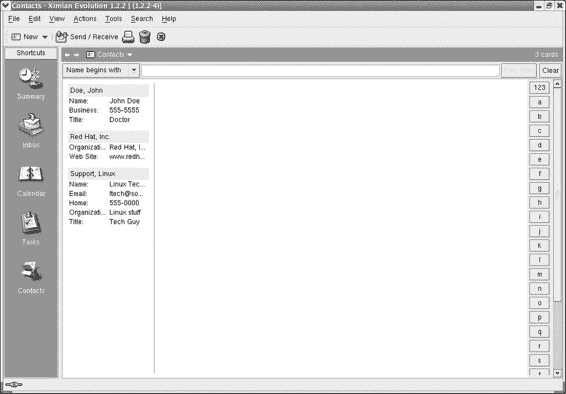 Contacts - Ximian Evolution 1.2.2 [ (1.2.2-4)]
File Edit View Actions Tools Search Help
New Send / Receive
Shortcuts Contacts 3 cards
Name begins with Clear
Summary
Inbox
Calendar
Tasks
Contacts
Doe, John
Name: John Doe
Business: 555-5555
Title: Doctor
Red Hat, Inc.
Organizati... Red Hat, I...
Web Site: www.redh...
Support, Linux
Name: Linux Tec...
Email: ltech@so...
Home: 555-0000
Organizati... Linux stuff
Title: Tech Guy
123
a
b
c
d
e
f
g
h
i
j
k
l
m
n
o
p
q
r
s